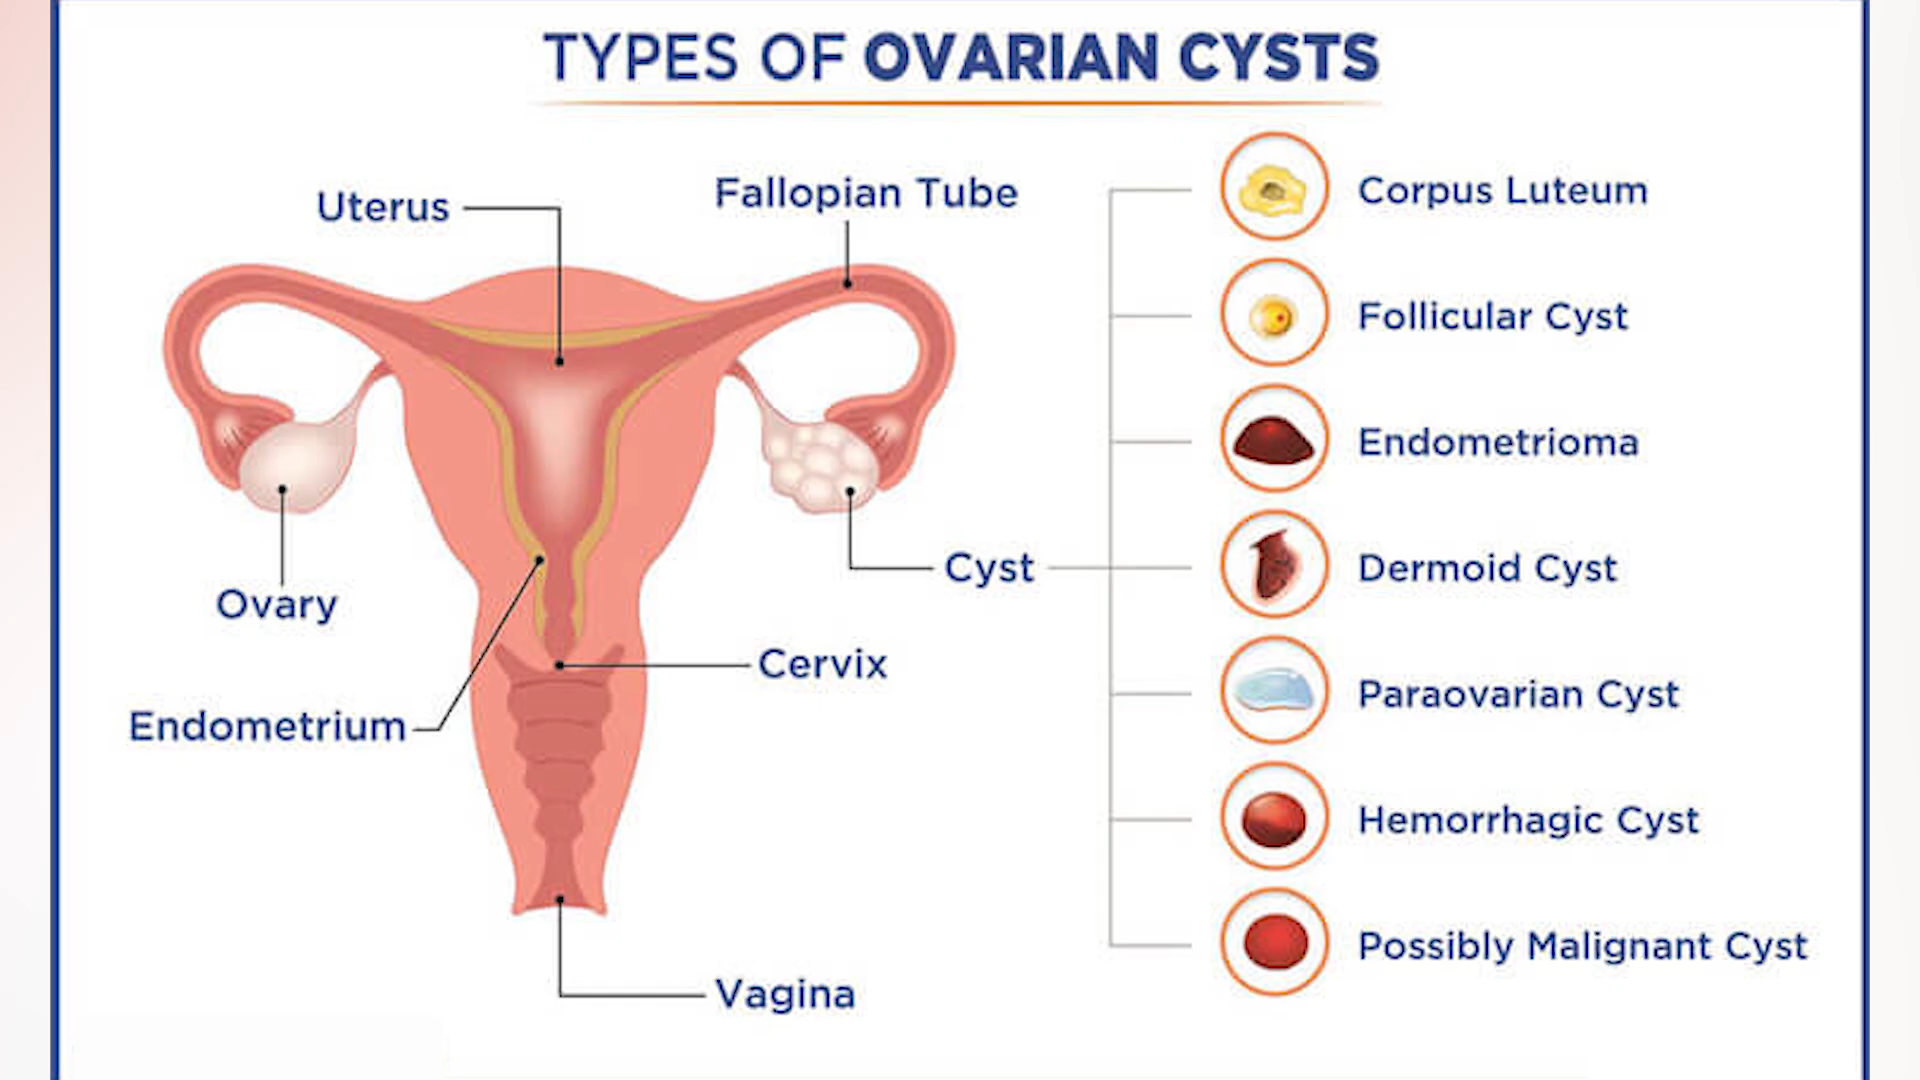 TYPES OF OVARIAN CYSTS
Uterus
Fallopian Tube
Ovary
Endometrium
Cervix
Vagina
Cyst
Corpus Luteum
Follicular Cyst
Endometrioma
Dermoid Cyst
Paraovarian Cyst
Hemorrhagic Cyst
Possibly Malignant Cyst